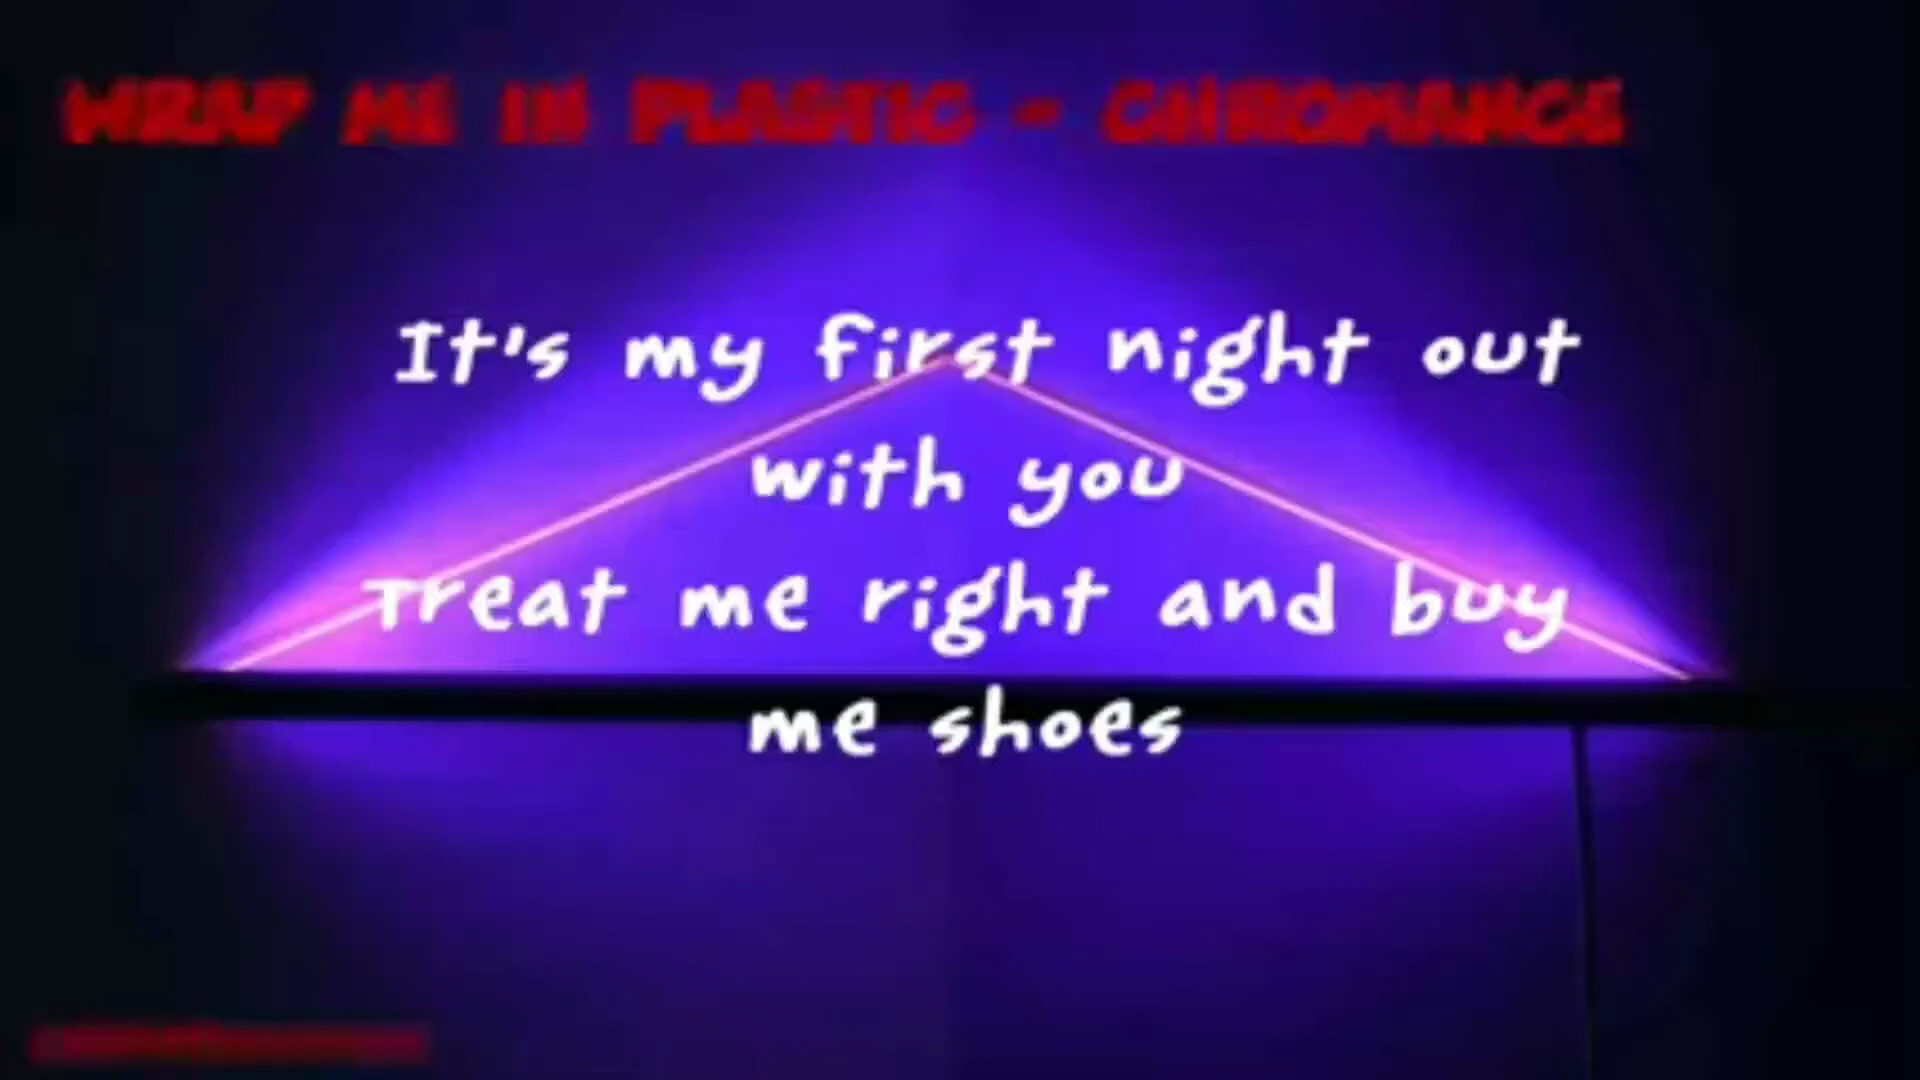 WRAP ME IN PLASTIC - CHROMANCE
It's my first night out
with you
Treat me right and buy
me shoes